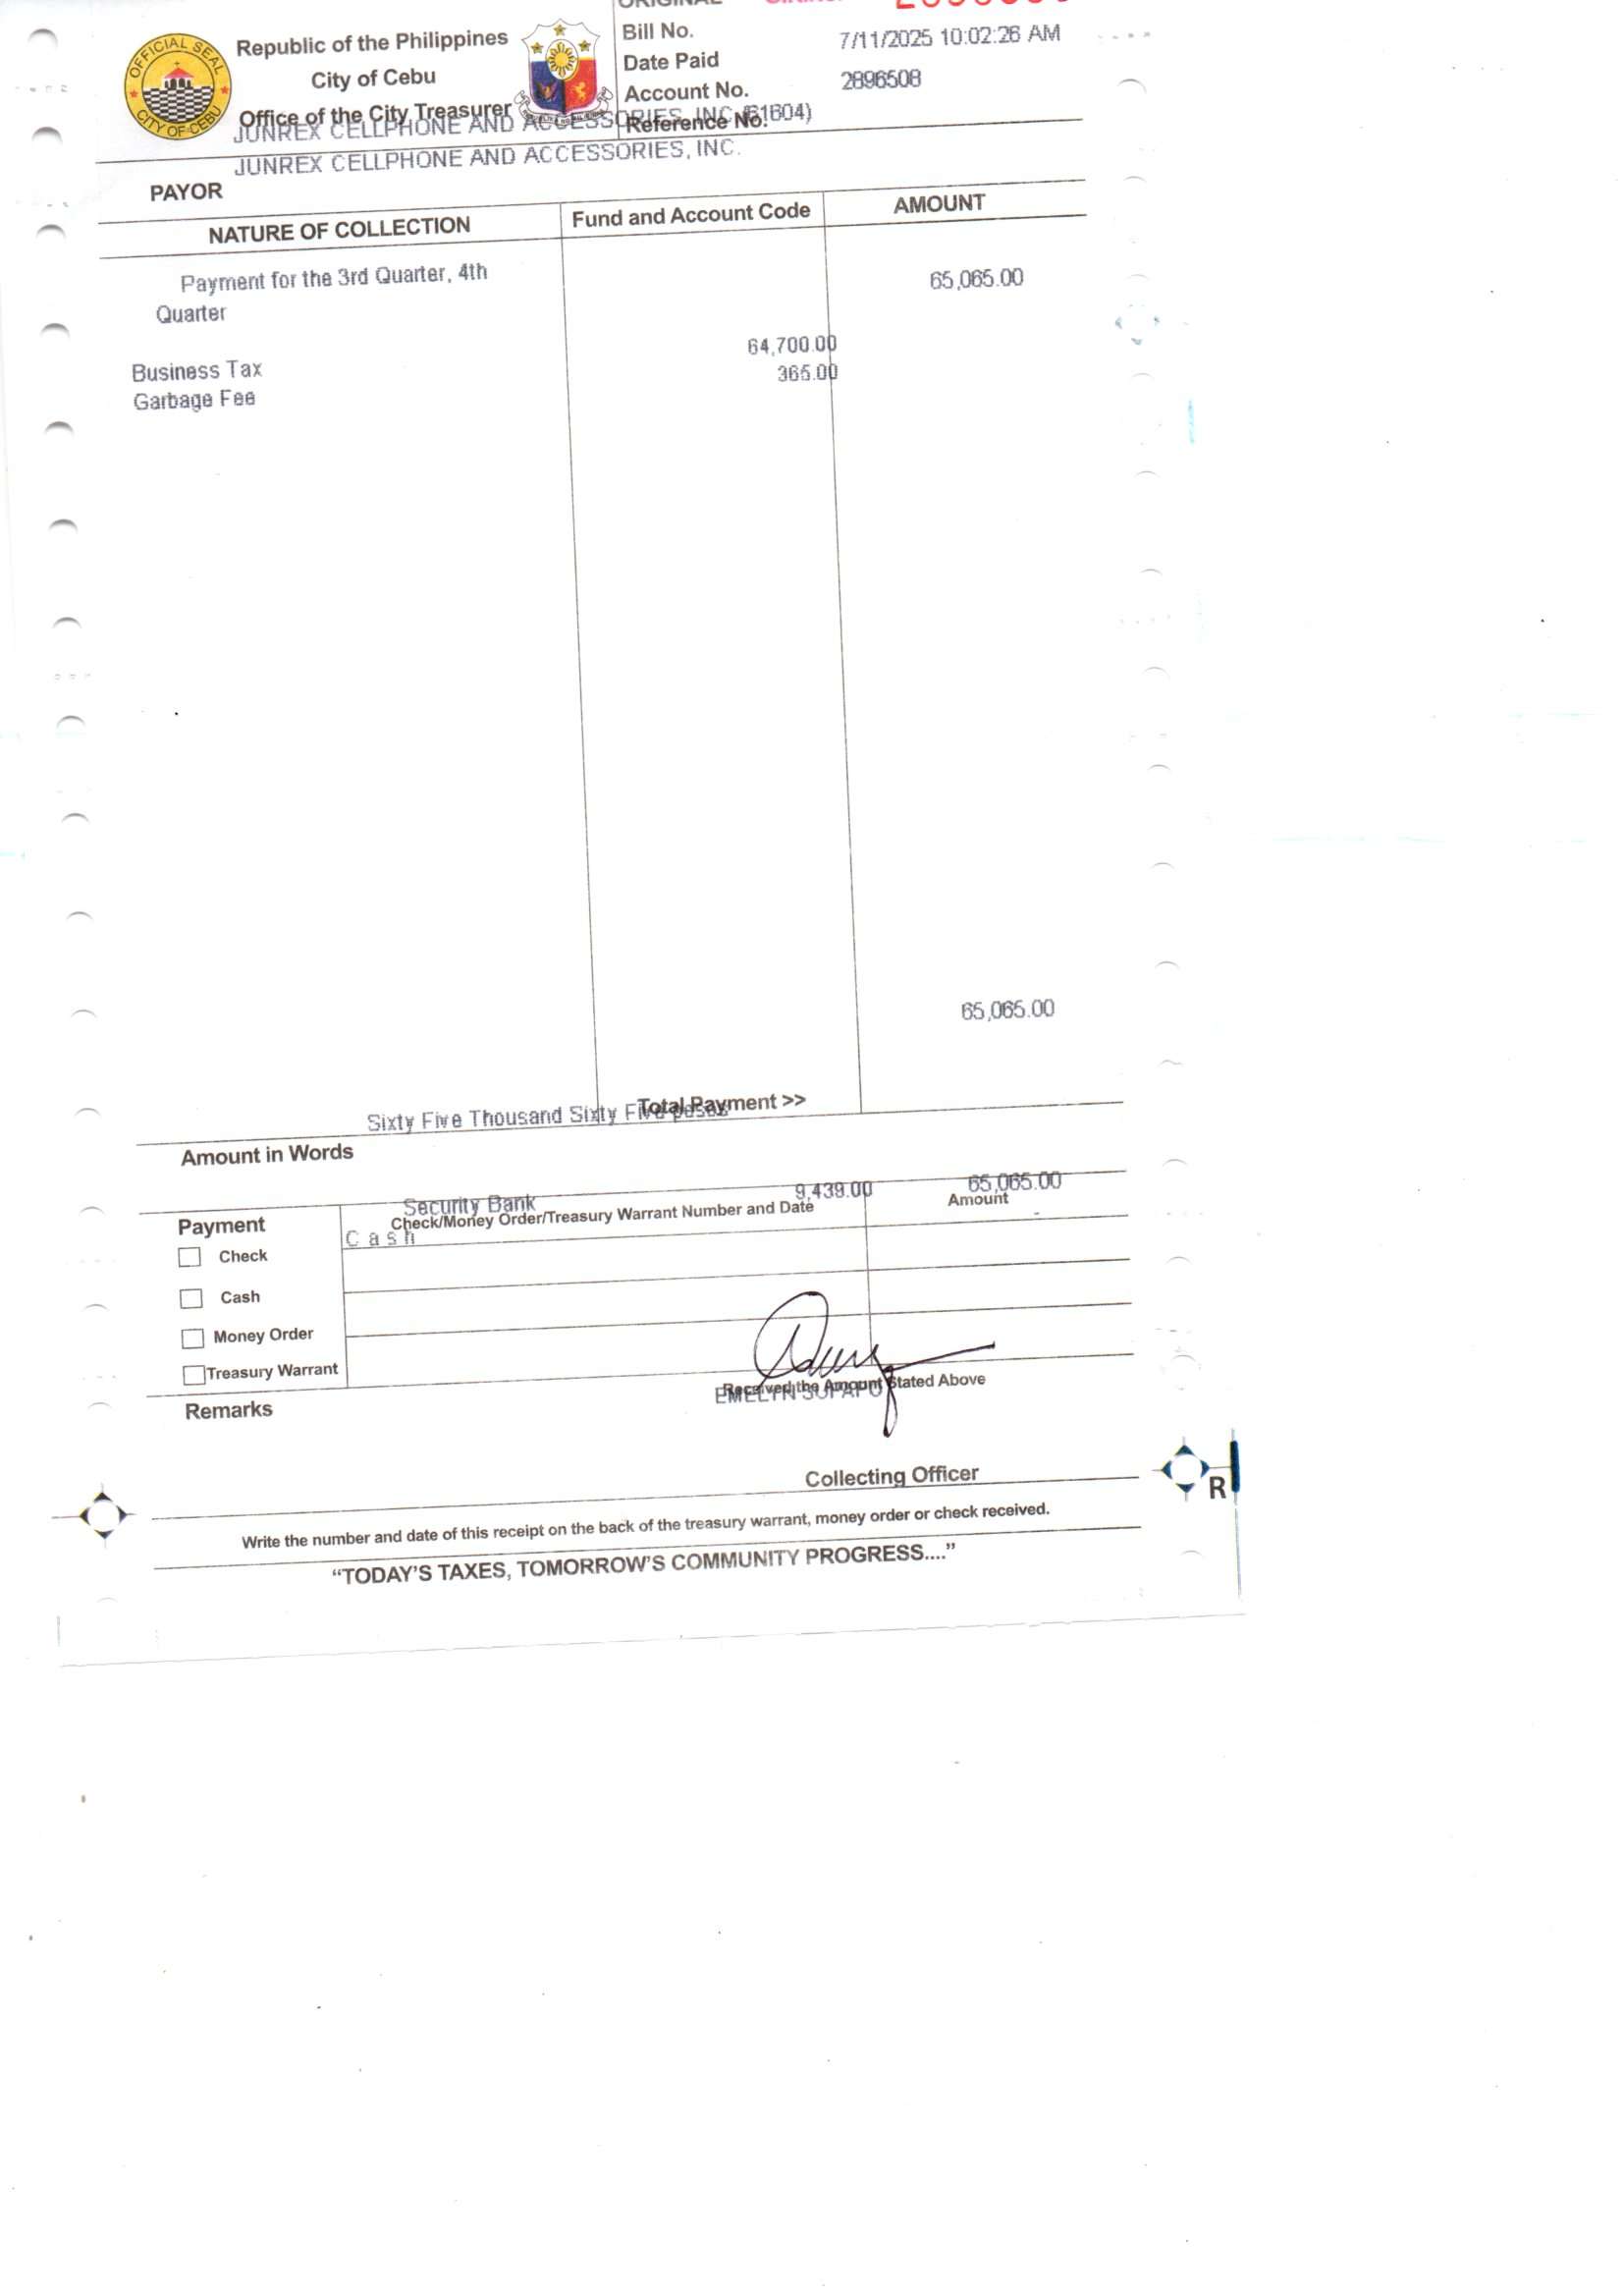 ORIGINAL
Republic of the Philippines
City of Cebu
Office of the City Treasurer
OFFICIAL SEAL
CITY OF CEBU
Bill No.
Date Paid
Account No.
Reference No.
7/11/2025 10:02:26 AM
2896508
JUNREX CELLPHONE AND ACCESSORIES, INC.
JUNREX CELLPHONE AND ACCESSORIES, INC.
PAYOR
NATURE OF COLLECTION Fund and Account Code AMOUNT
Payment for the 3rd Quarter, 4th 65,065.00
Quarter
Business Tax 64,700.00
Garbage Fee 365.00
65,065.00
Total Payment >>
Sixty Five Thousand Sixty Five pesos
Amount in Words
Security Bank 9,439.00 65,065.00
Payment Check/Money Order/Treasury Warrant Number and Date Amount
Cash -
Check
Cash
Money Order
Treasury Warrant
Received the Amount Stated Above
EMELYN SUPAPO
Remarks
Collecting Officer
R
Write the number and date of this receipt on the back of the treasury warrant, money order or check received.
“TODAY'S TAXES, TOMORROW'S COMMUNITY PROGRESS....”